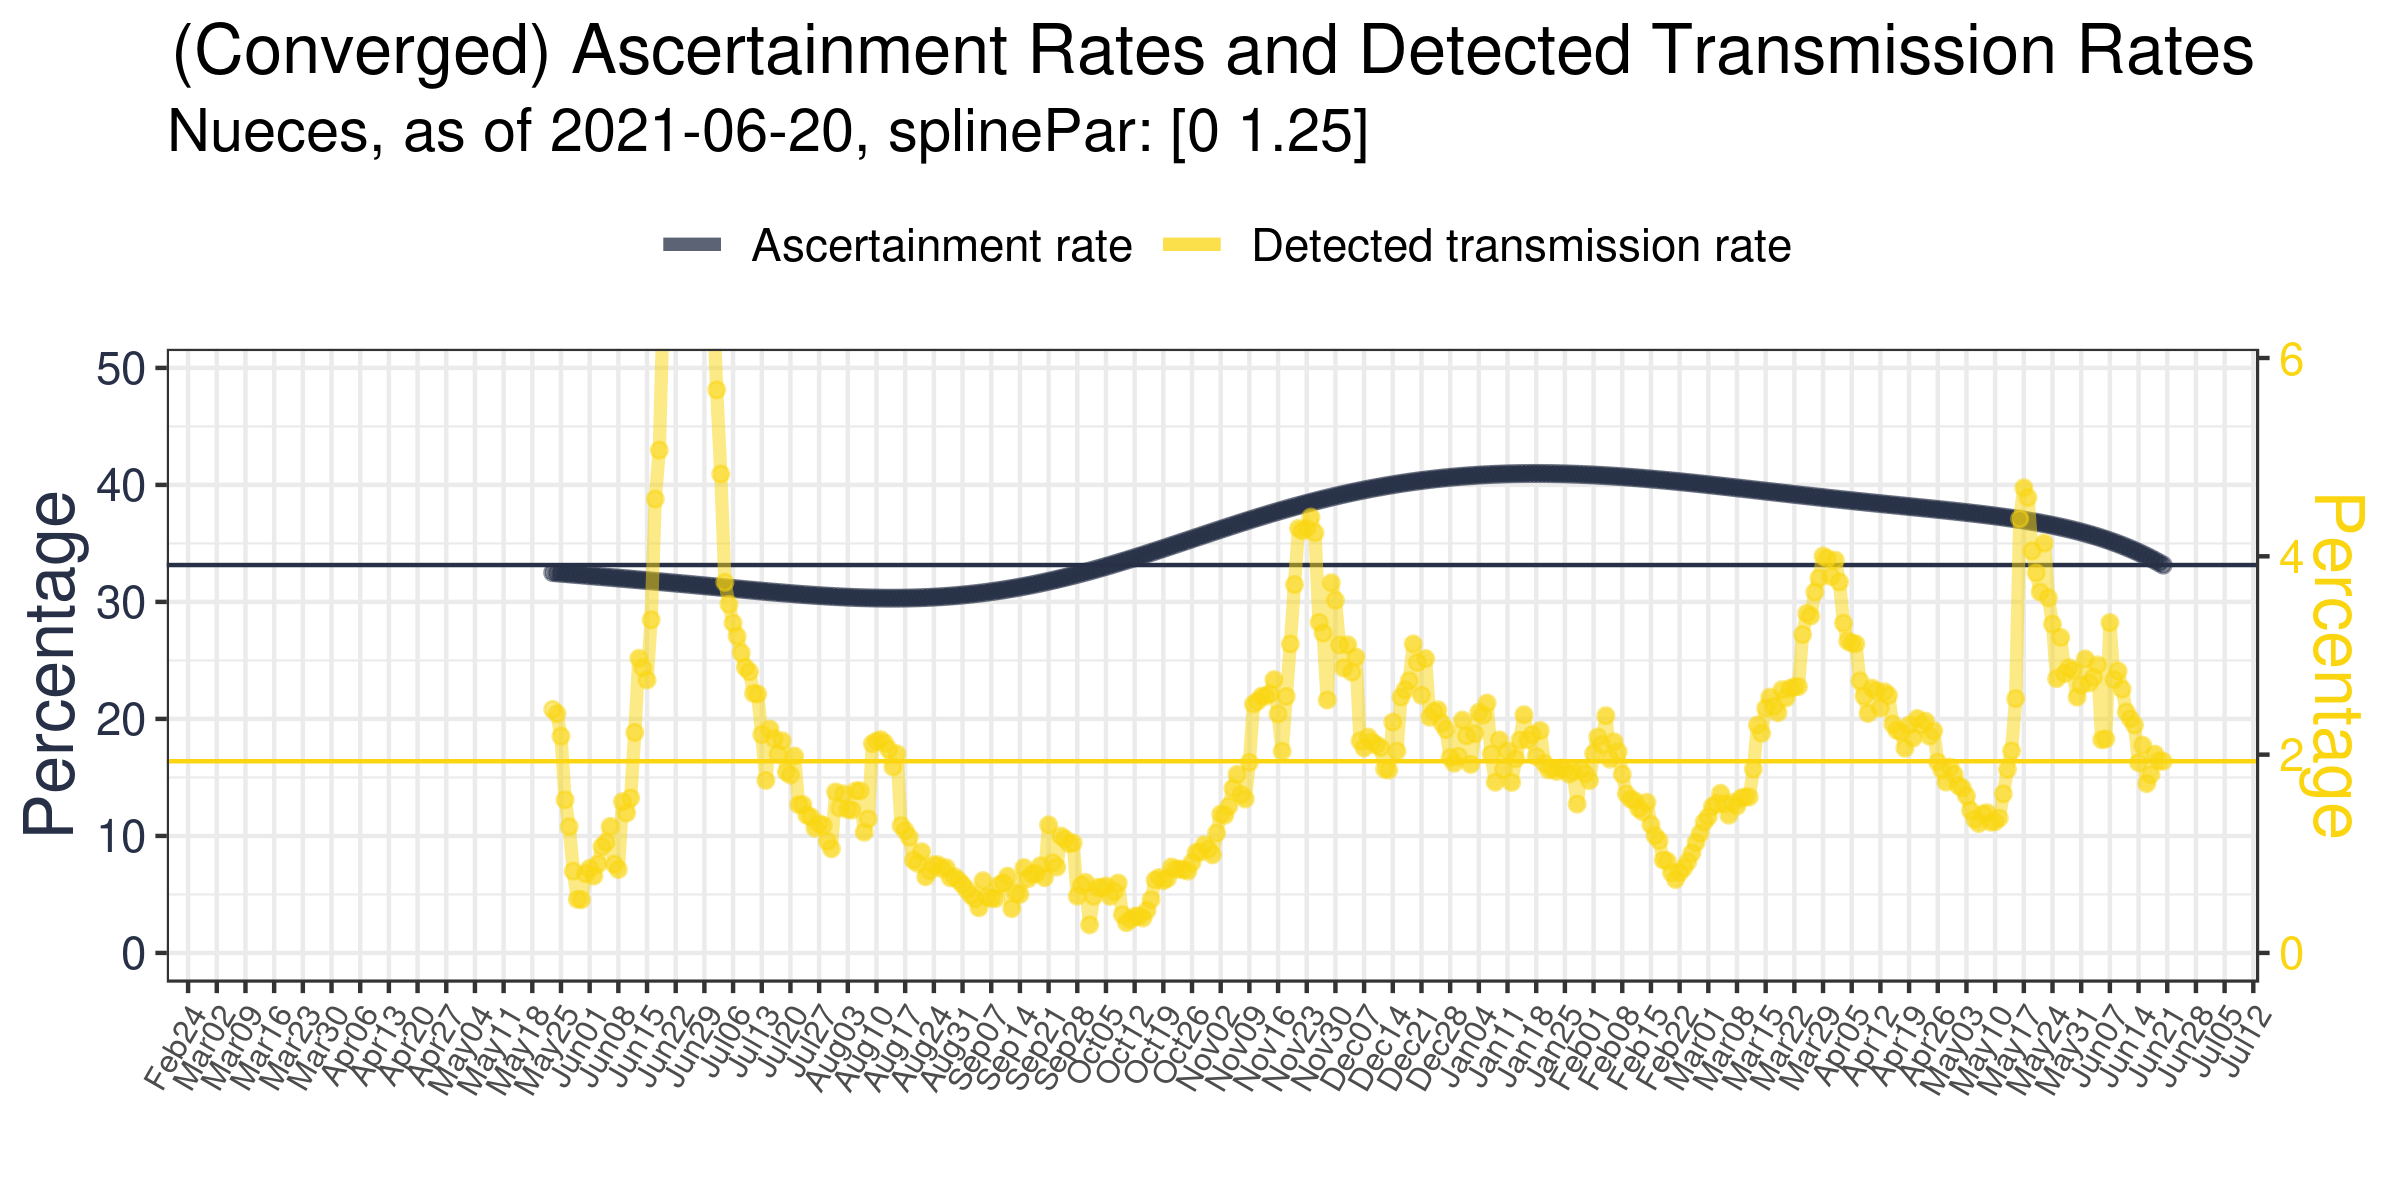 (Converged) Ascertainment Rates and Detected Transmission Rates
Nueces, as of 2021-06-20, splinePar: [0 1.25]
Ascertainment rate
Detected transmission rate
Percentage
50
40
30
20
10
0
6
4
2
0
Percentage
Feb24
Mar02
Mar09
Mar16
Mar23
Mar30
Apr06
Apr13
Apr20
Apr27
May04
May11
May18
May25
Jun01
Jun08
Jun15
Jun22
Jun29
Jul06
Jul13
Jul20
Jul27
Aug03
Aug10
Aug17
Aug24
Aug31
Sep07
Sep14
Sep21
Sep28
Oct05
Oct12
Oct19
Oct26
Nov02
Nov09
Nov16
Nov23
Nov30
Dec07
Dec14
Dec21
Dec28
Dec04
Jan11
Jan18
Jan25
Feb01
Feb08
Feb15
Feb22
Mar01
Mar08
Mar15
Mar22
Mar29
Mar05
Apr12
Apr19
Apr26
Apr03
May10
May17
May24
May31
May07
Jun14
Jun21
Jun28
Jul05
Jul12